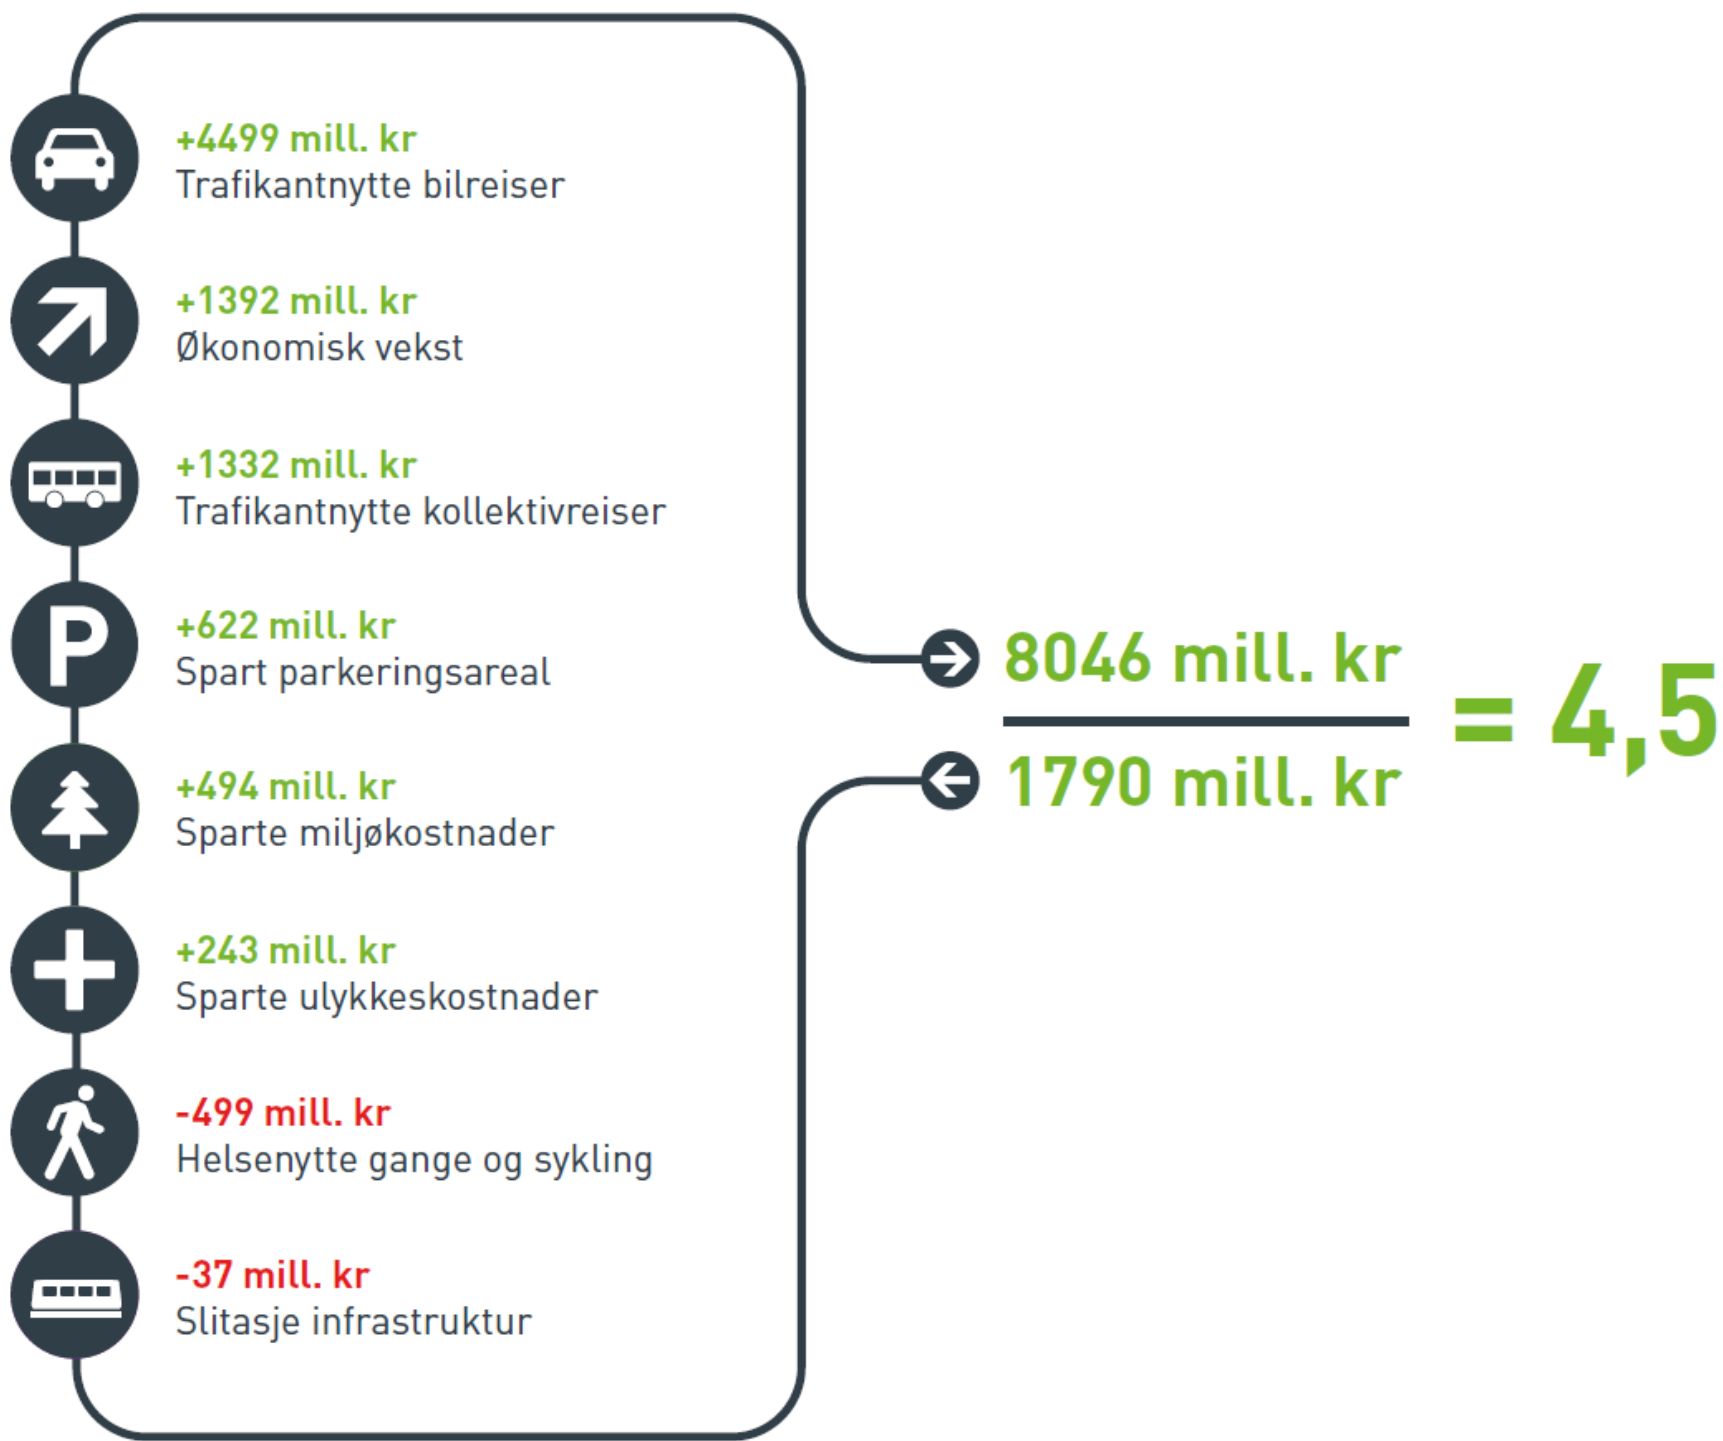 +4499 mill. kr
Trafikantnytte bilreiser
+1392 mill. kr
Økonomisk vekst
+1332 mill. kr
Trafikantnytte kollektivreiser
P
+622 mill. kr
Spart parkeringsareal
+494 mill. kr
Sparte miljøkostnader
+243 mill. kr
Sparte ulykkeskostnader
-499 mill. kr
Helsenytte gange og sykling
-37 mill. kr
Slitasje infrastruktur
8046 mill. kr
1790 mill. kr
= 4,5